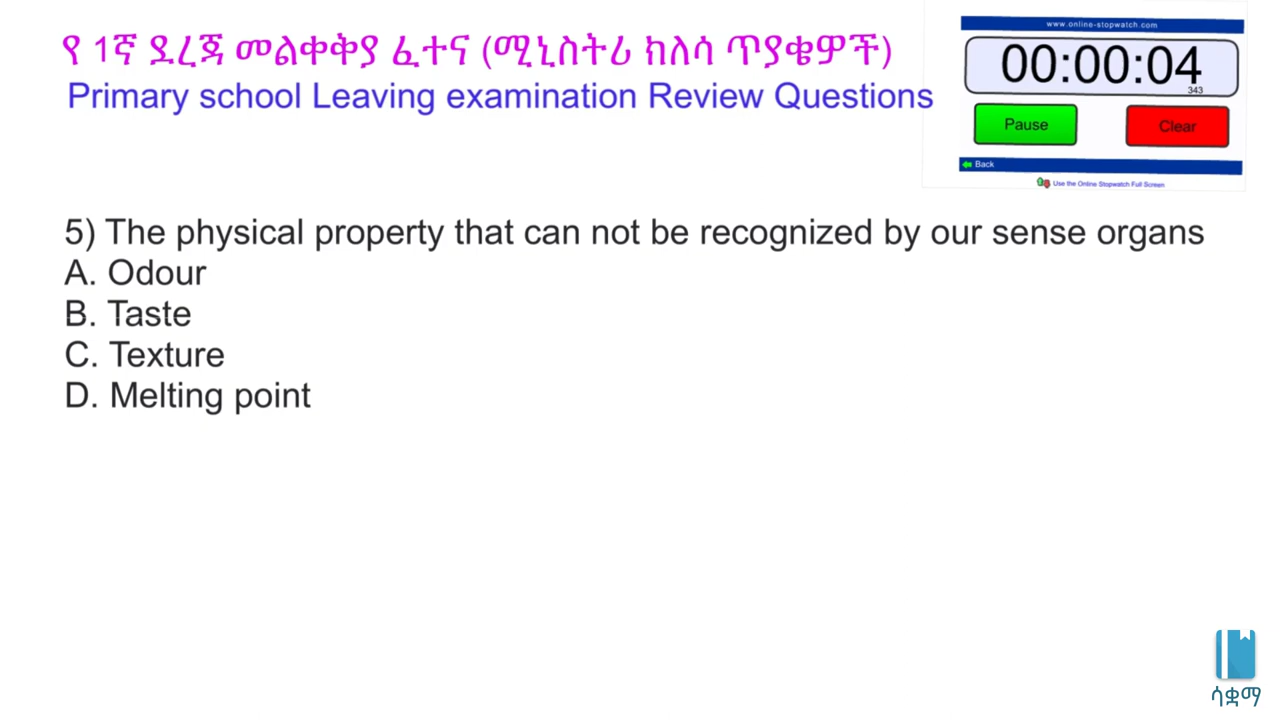 የ 1ኛ ደረጃ መልቀቅያ ፈተና (ሚኒስትሪ ክለሳ ጥያቄዎች)
Primary school Leaving examination Review Questions
www.online-stopwatch.com
00:00:04
343
Pause Clear
Back
Use the Online Stopwatch Full Screen
5) The physical property that can not be recognized by our sense organs
A. Odour
B. Taste
C. Texture
D. Melting point
ሳቋማ